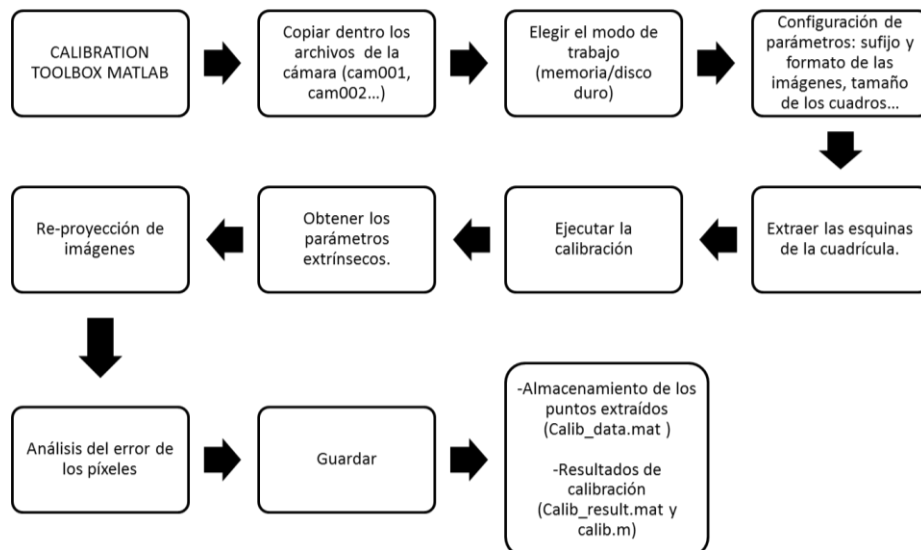 CALIBRATION
TOOLBOX MATLAB
Copiar dentro los
archivos de la
cámara (cam001,
cam002...)
Elegir el modo de
trabajo
(memoria/disco
duro)
Configuración de
parámetros: sufijo y
formato de las
imágenes, tamaño
de los cuadros...
Extraer las esquinas
de la cuadrícula.
Ejecutar la
calibración
Obtener los
parámetros
extrínsecos.
Re-proyección de
imágenes
Análisis del error de
los píxeles
Guardar
-Almacenamiento de los
puntos extraídos
(Calib_data.mat )
-Resultados de
calibración
(Calib_result.mat y
calib.m)